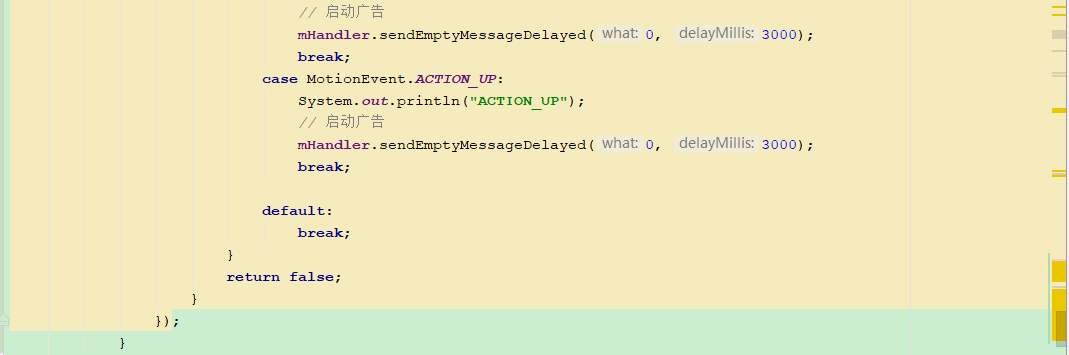 // 启动广告
mHandler.sendEmptyMessageDelayed( what: 0, delayMillis: 3000);
break;
case MotionEvent.ACTION_UP:
System.out.println("ACTION_UP");
// 启动广告
mHandler.sendEmptyMessageDelayed( what: 0, delayMillis: 3000);
break;
default:
break;
}
return false;
}
});
}